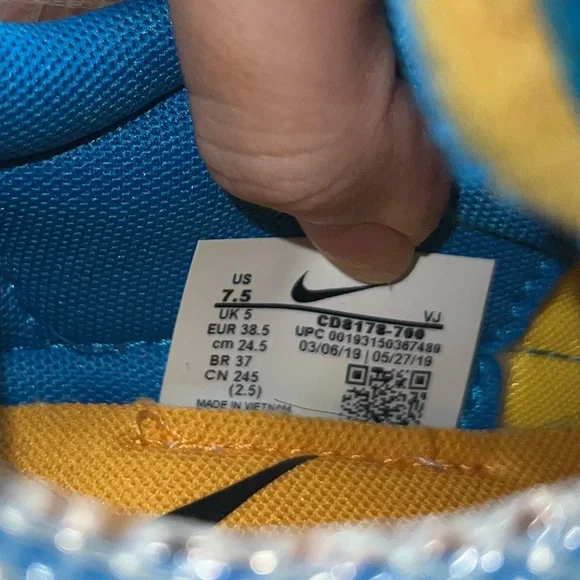 US
7.5
UK 5
EUR 38.5
cm 24.5
BR 37
CN 245
(2.5)
MADE IN VIETNAM
VJ
CD8178-700
UPC 00193150367489
03/06/19 | 05/27/19